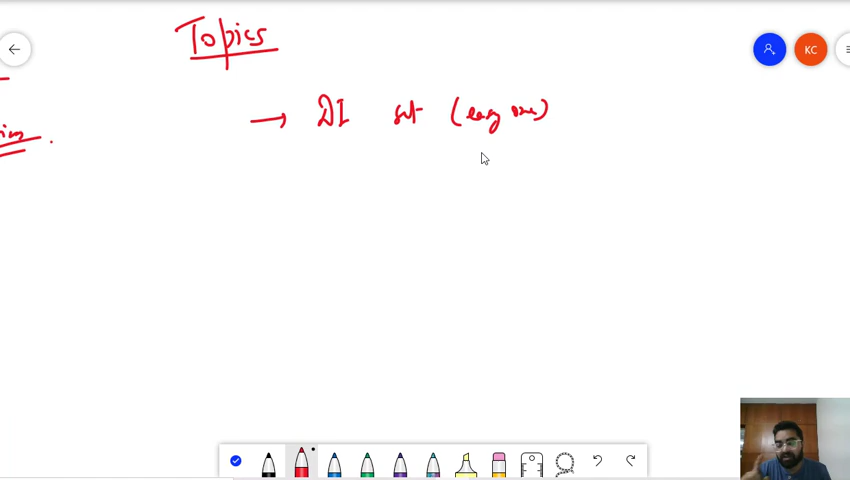 Topics
→ DI set (easy one)
KC